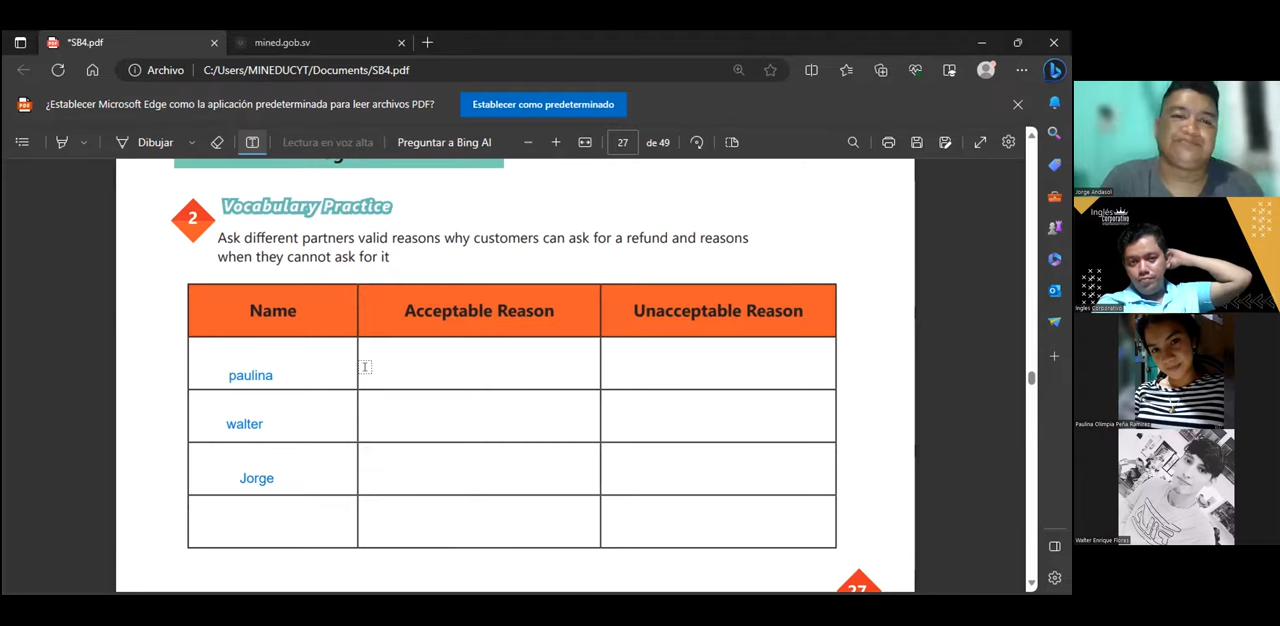 *SB4.pdf
mined.gob.sv
Archivo
C:/Users/MINEDUCYT/Documents/SB4.pdf
¿Establecer Microsoft Edge como la aplicación predeterminada para leer archivos PDF?
Establecer como predeterminado
Dibujar
Lectura en voz alta
Preguntar a Bing AI
27
de 49
2
Vocabulary Practice
Ask different partners valid reasons why customers can ask for a refund and reasons
when they cannot ask for it
Name
Acceptable Reason
Unacceptable Reason
paulina
walter
Jorge
27
Jorge Andasol
Inglés
Corporativo
Ingles Corporativo
Paulina Olimpia Peña Ramirez
Walter Enrique Flores